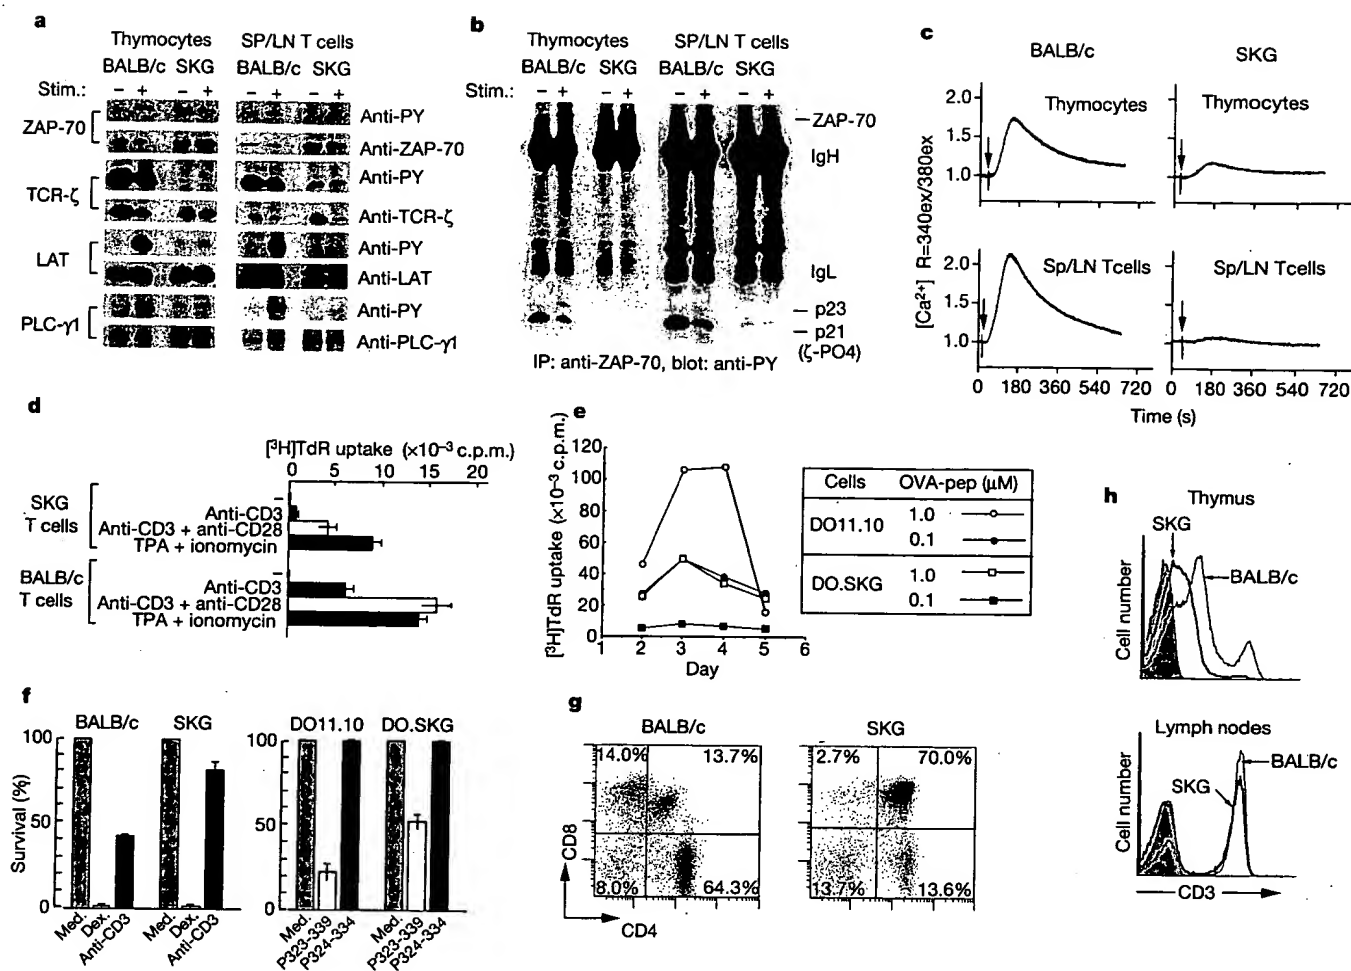 a
Thymocytes SP/LN T cells
BALB/c SKG BALB/c SKG
Stim.: − + − + − + − +
ZAP-70
Anti-PY
Anti-ZAP-70
TCR-ζ
Anti-PY
Anti-TCR-ζ
LAT
Anti-PY
Anti-LAT
PLC-γ1
Anti-PY
Anti-PLC-γ1
b
Thymocytes SP/LN T cells
BALB/c SKG BALB/c SKG
Stim.: − + − + − + − +
ZAP-70
IgH
IgL
p23
p21
(ζ-PO4)
IP: anti-ZAP-70, blot: anti-PY
c
BALB/c SKG
[Ca²⁺] R=340ex/380ex
2.0
1.5
1.0
Thymocytes
Thymocytes
2.0
1.5
1.0
Sp/LN Tcells
Sp/LN Tcells
0 180 360 540 720 0 180 360 540 720
Time (s)
d
[³H]TdR uptake (×10⁻³ c.p.m.)
0 5 10 15 20
SKG
T cells
−
Anti-CD3
Anti-CD3 + anti-CD28
TPA + ionomycin
BALB/c
T cells
−
Anti-CD3
Anti-CD3 + anti-CD28
TPA + ionomycin
e
[³H]TdR uptake (×10⁻³ c.p.m.)
120
100
80
60
40
20
0
1 2 3 4 5 6
Day
Cells OVA-pep (μM)
DO11.10 1.0
0.1
DO.SKG 1.0
0.1
f
BALB/c SKG
Survival (%)
100
50
0
Med. Dex. Anti-CD3 Med. Dex. Anti-CD3
DO11.10 DO.SKG
100
50
0
Med. P323-339 P324-334 Med. P323-339 P324-334
g
BALB/c SKG
14.0% 13.7%
8.0% 64.3%
2.7% 70.0%
13.7% 13.6%
CD8
CD4
h
Thymus
SKG
BALB/c
Cell number
Lymph nodes
BALB/c
SKG
Cell number
CD3